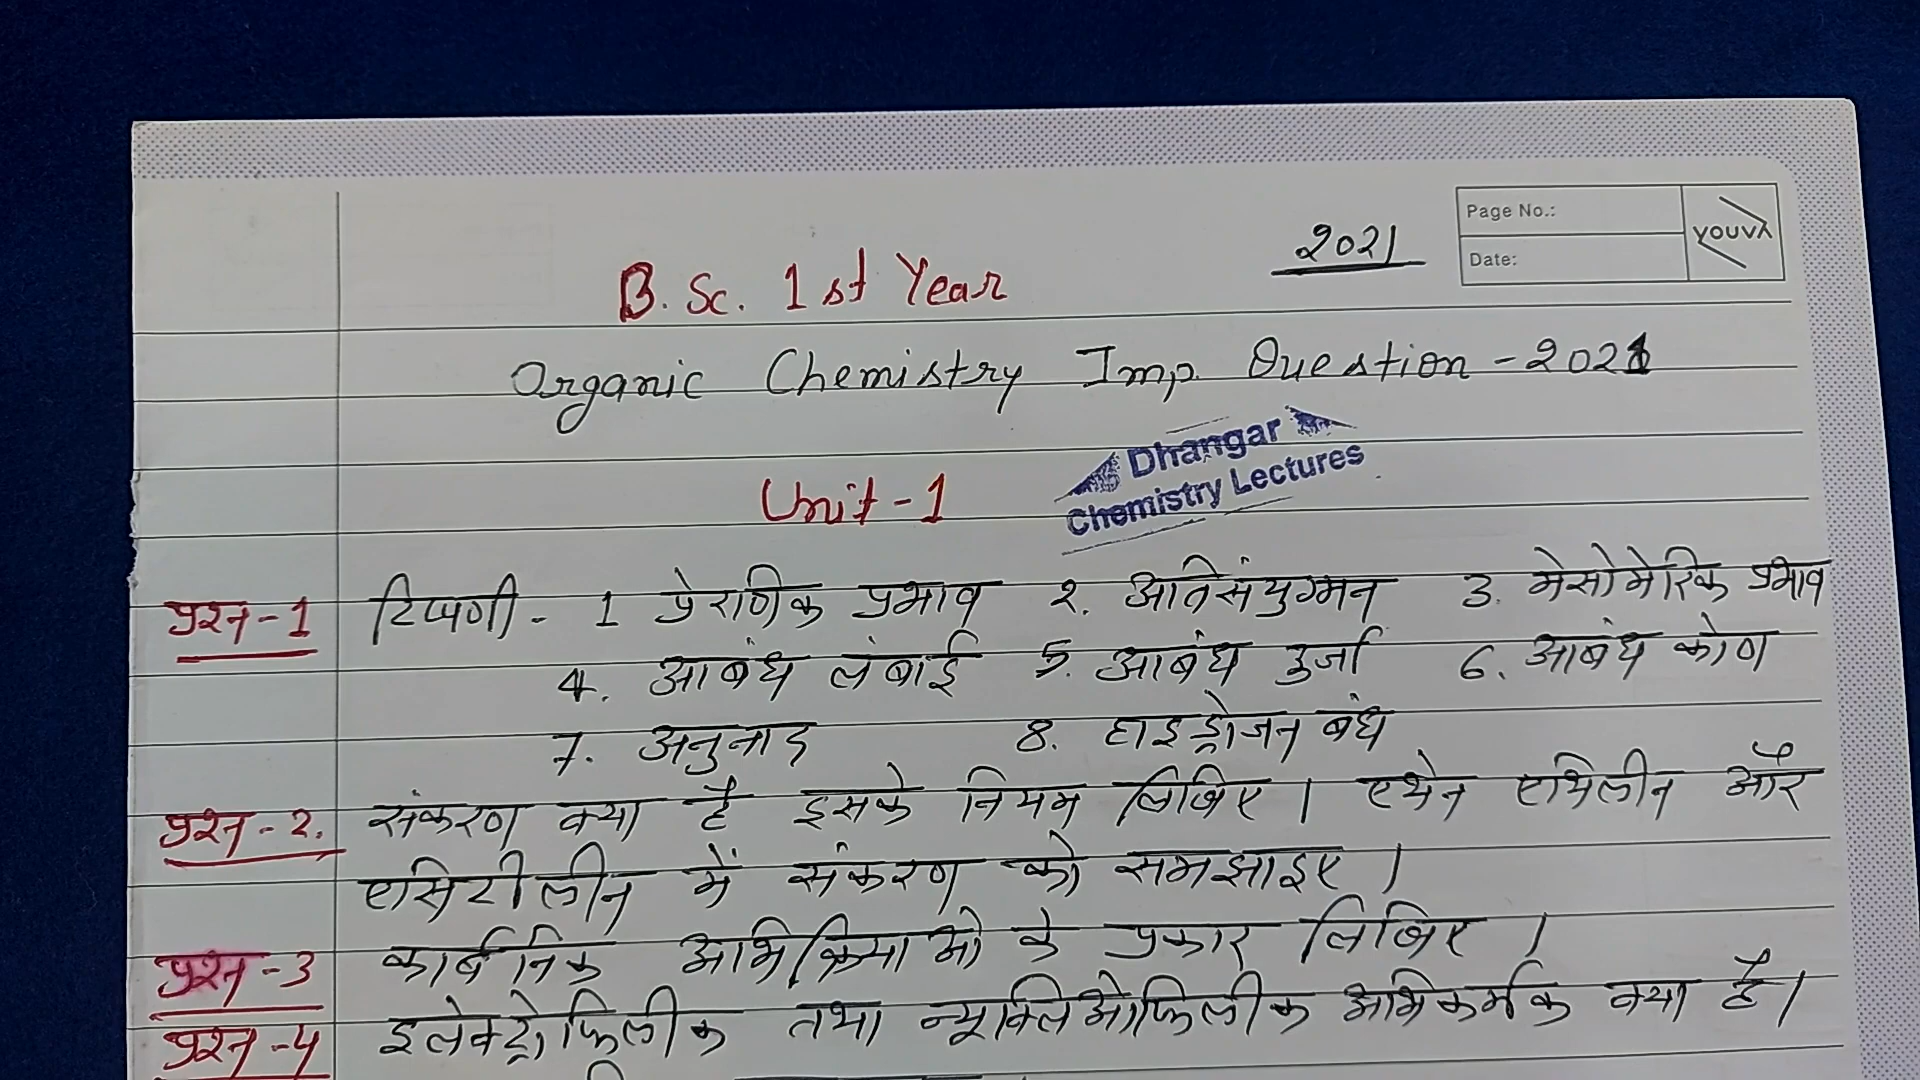 2021
Page No.:
Date:
YOUVA
B. Sc. 1st Year
Organic Chemistry Imp. Question - 2021
Dhangar
Chemistry Lectures
Unit - 1
प्रश्न-1 टिप्पणी - 1 प्रेरणिक प्रभाव 2. अतिसंयुग्मन 3. मेसोमेरिक प्रभाव
4. आबंध लंबाई 5. आबंध उर्जा 6. आबंध कोण
7. अनुनाद 8. हाइड्रोजन बंध
प्रश्न-2. संकरण क्या है इसके नियम लिखिए । एथेन एथिलीन और
एसिटीलीन में संकरण को समझाइए ।
प्रश्न-3 कार्बनिक अभिक्रियाओ के प्रकार लिखिए ।
प्रश्न-4 इलेक्ट्रोफिलीक तथा न्यूक्लिओफिलीक अभिकर्मक क्या है।